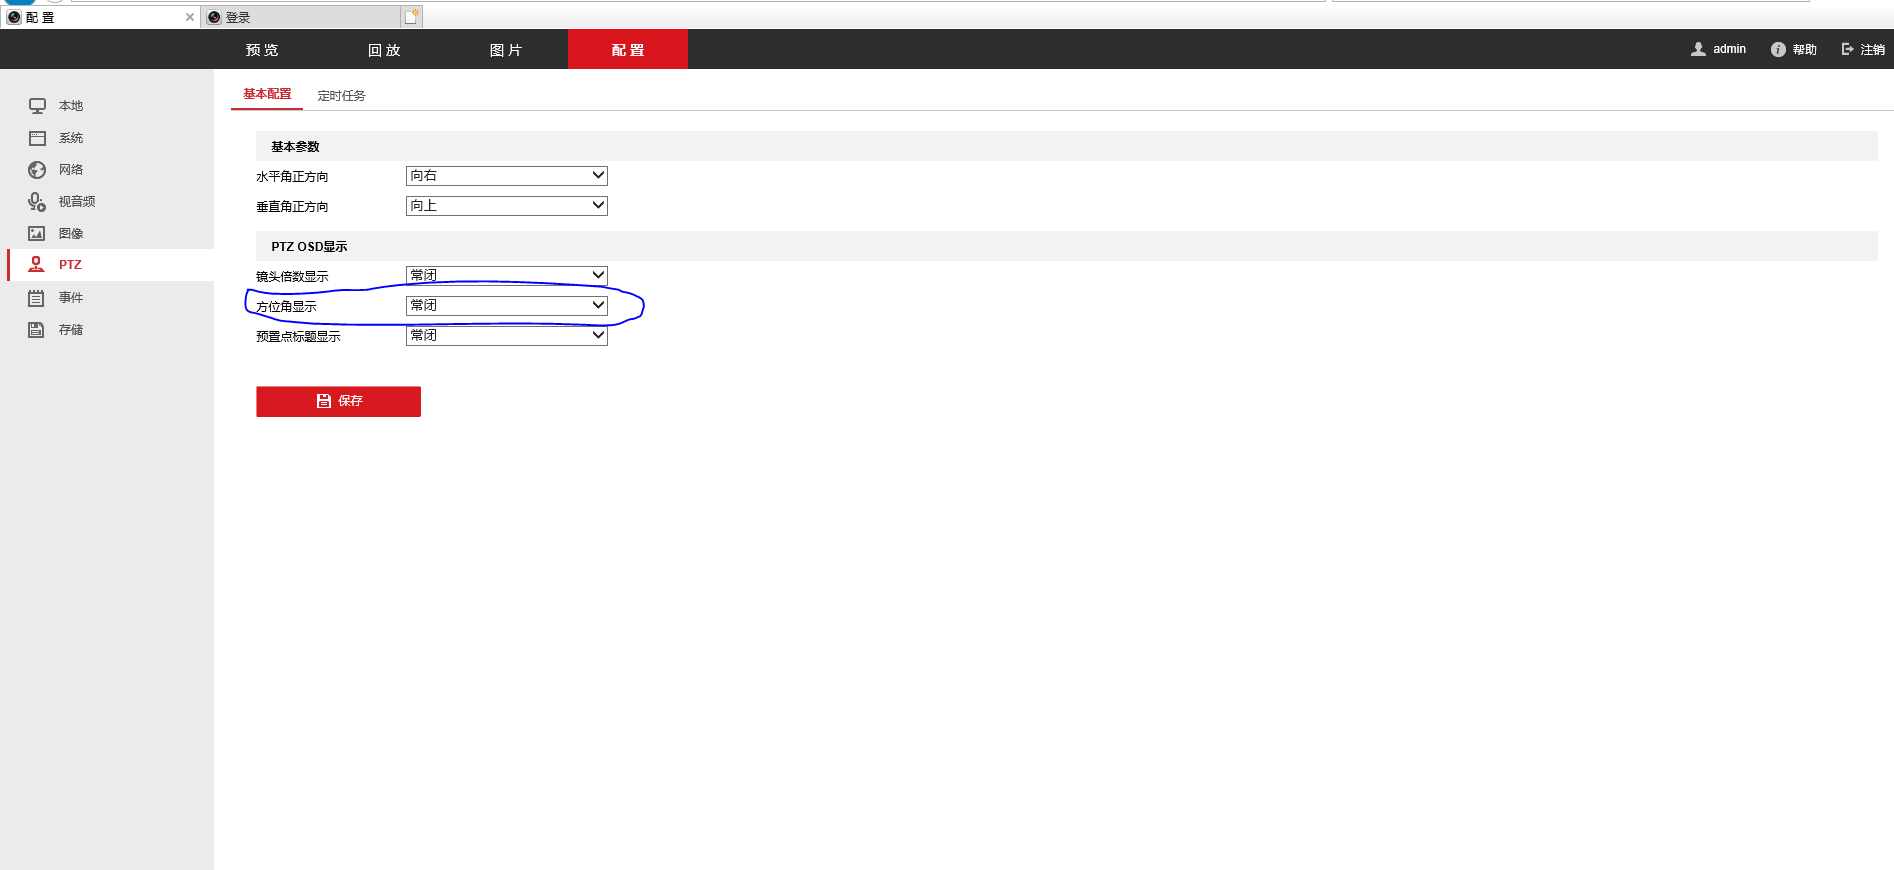 配 置
登录
预 览
回 放
图 片
配 置
admin
帮助
注销
本地
系统
网络
视音频
图像
PTZ
事件
存储
基本配置
定时任务
基本参数
水平角正方向 向右
垂直角正方向 向上
PTZ OSD显示
镜头倍数显示 常闭
方位角显示 常闭
预置点标题显示 常闭
保存